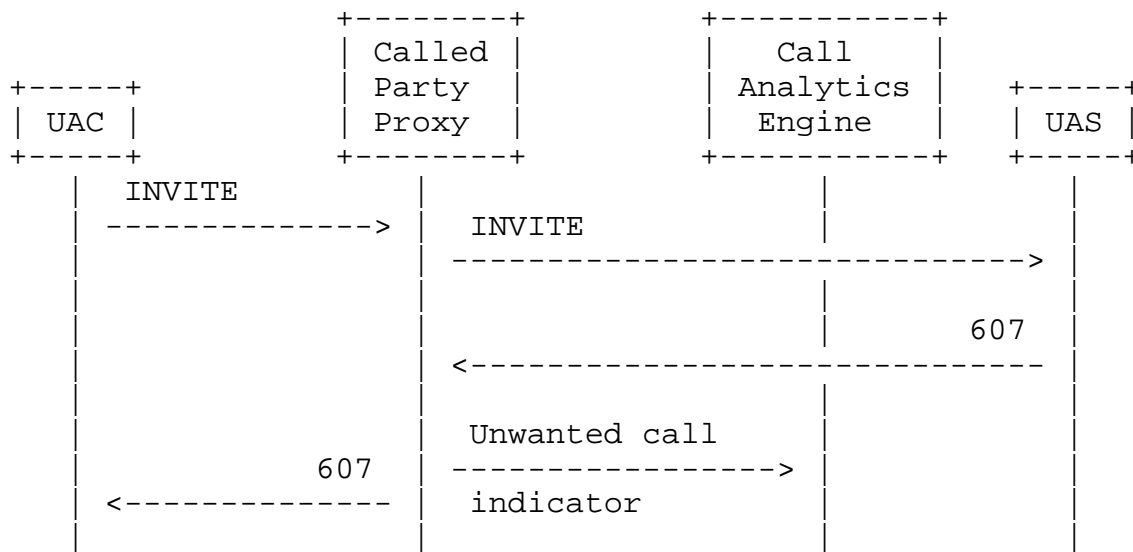 Called Call
Party Analytics
UAC Proxy Engine UAS
INVITE
INVITE
607
Unwanted call
607
indicator